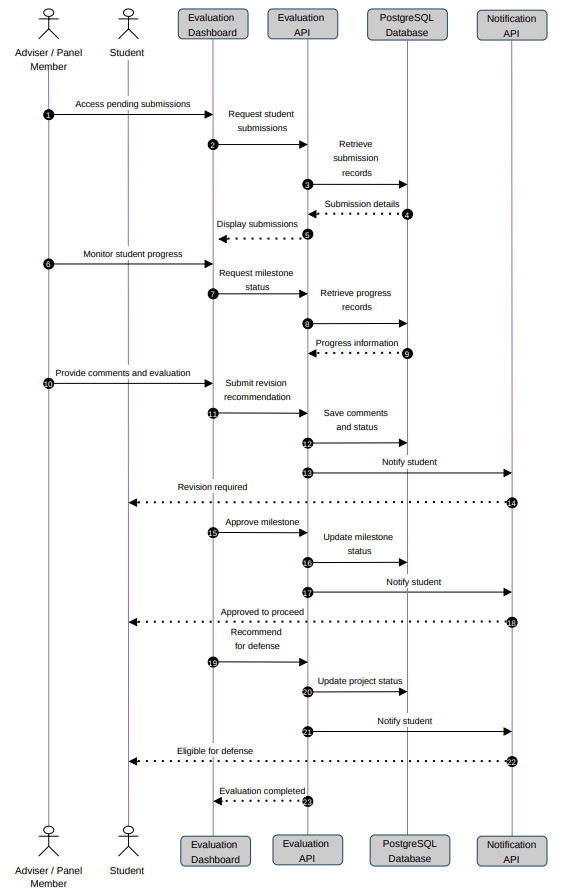 Evaluation
Dashboard
Evaluation
API
PostgreSQL
Database
Notification
API
Adviser / Panel
Member
Student
Access pending submissions
1
Request student
submissions
2
Retrieve
submission
records
3
Submission details
4
Display submissions
5
Monitor student progress
6
Request milestone
status
7
Retrieve progress
records
8
Progress information
9
Provide comments and evaluation
10
Submit revision
recommendation
11
Save comments
and status
12
Notify student
13
Revision required
14
Approve milestone
15
Update milestone
status
16
Notify student
17
Approved to proceed
18
Recommend
for defense
19
Update project status
20
Notify student
21
Eligible for defense
22
Evaluation completed
23
Adviser / Panel
Member
Student
Evaluation
Dashboard
Evaluation
API
PostgreSQL
Database
Notification
API